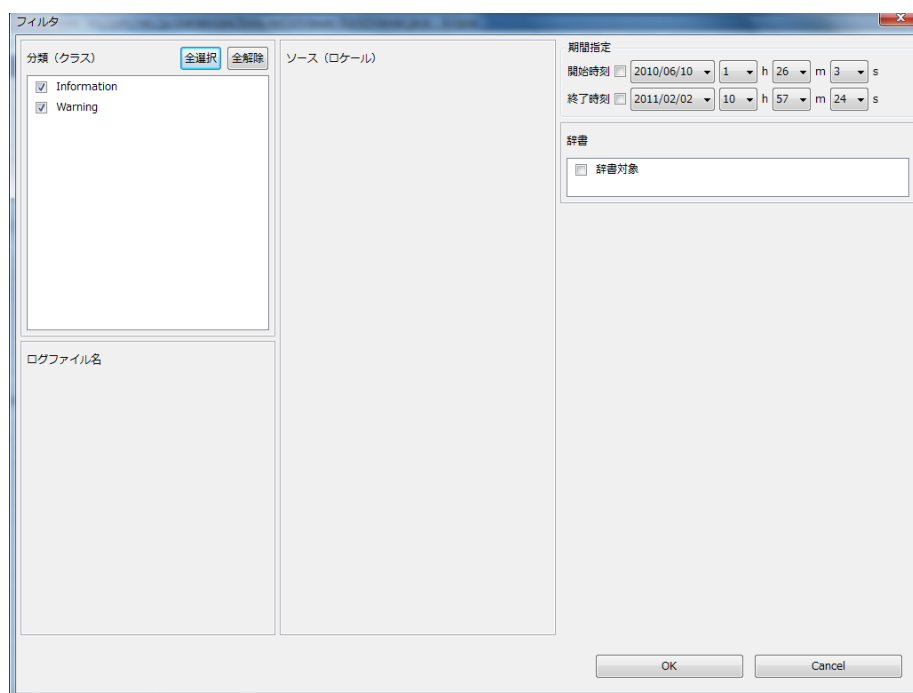 フィルタ
分類（クラス） 全選択 全解除
Information
Warning
ログファイル名
ソース（ロケール）
期間指定
開始時刻 2010/06/10 1 h 26 m 3 s
終了時刻 2011/02/02 10 h 57 m 24 s
辞書
辞書対象
OK Cancel